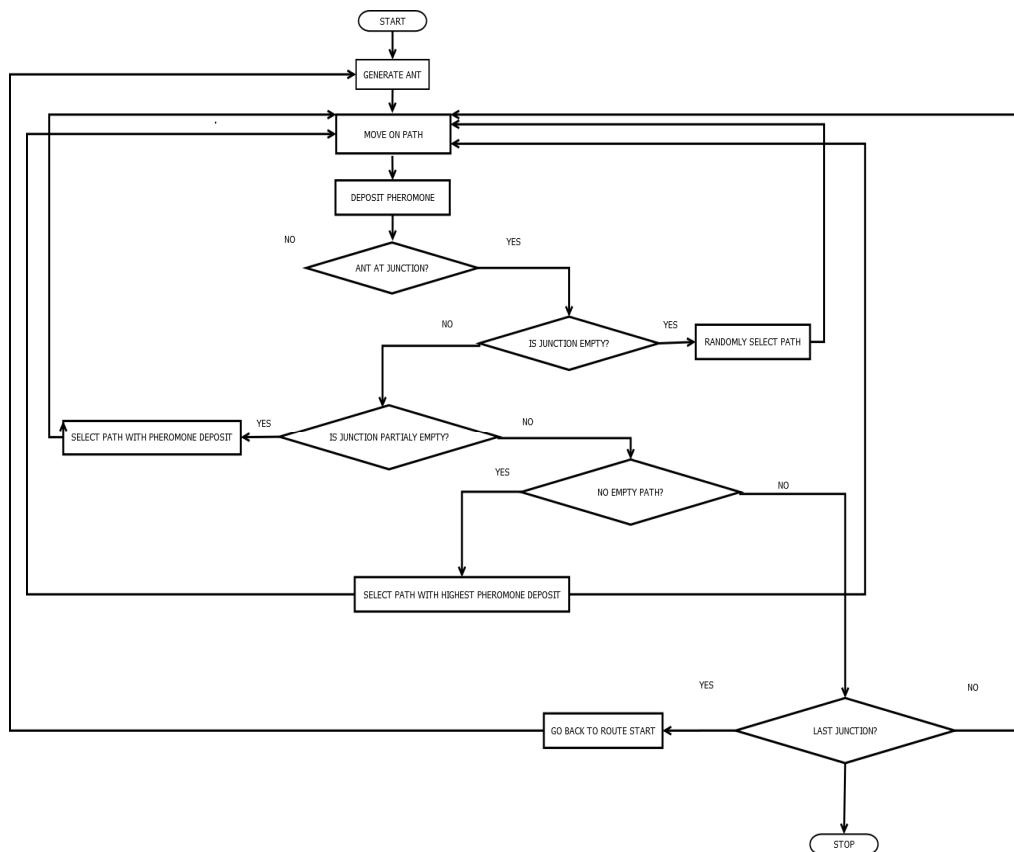 START
GENERATE ANT
MOVE ON PATH
DEPOSIT PHEROMONE
NO
YES
ANT AT JUNCTION?
NO
YES
IS JUNCTION EMPTY?
RANDOMLY SELECT PATH
YES
NO
SELECT PATH WITH PHEROMONE DEPOSIT
IS JUNCTION PARTIALY EMPTY?
YES
NO
NO EMPTY PATH?
SELECT PATH WITH HIGHEST PHEROMONE DEPOSIT
YES
NO
GO BACK TO ROUTE START
LAST JUNCTION?
STOP